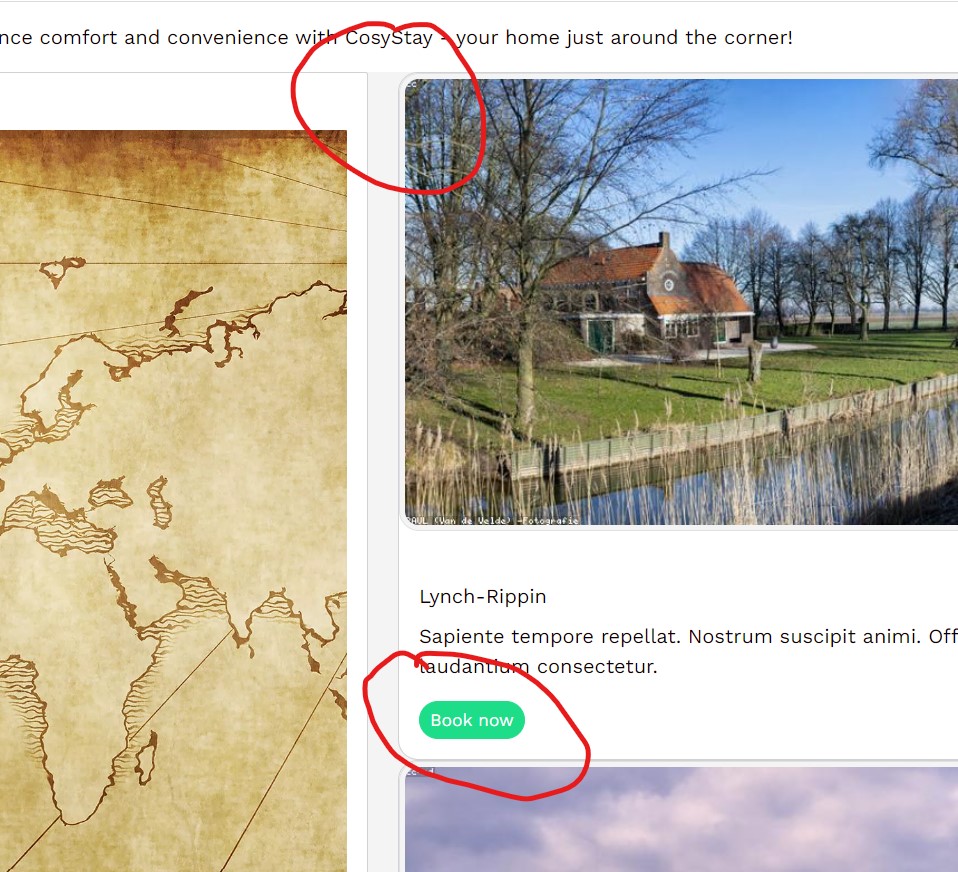 nce comfort and convenience with CosyStay - your home just around the corner!
cc
PAUL (Van de Velde) -Fotografie
Lynch-Rippin
Sapiente tempore repellat. Nostrum suscipit animi. Off
laudantium consectetur.
Book now